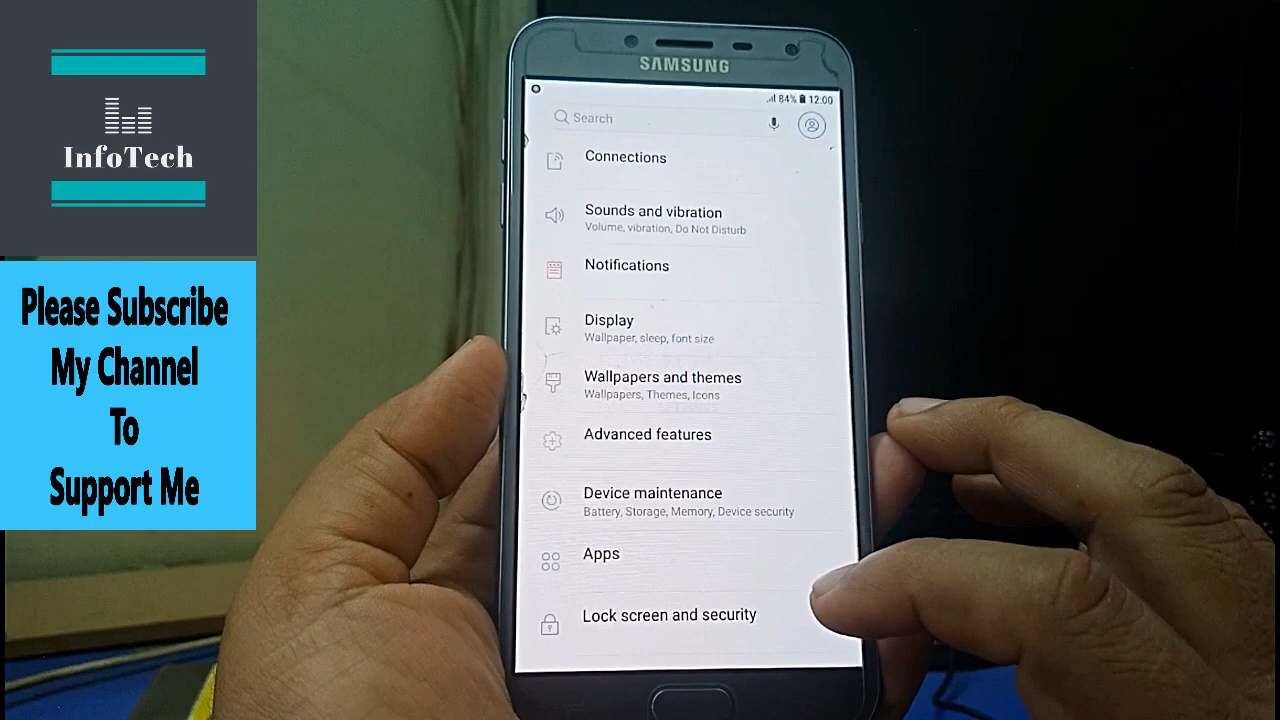 InfoTech
Please Subscribe
My Channel
To
Support Me
SAMSUNG
84% 12:00
Search
Connections
Sounds and vibration
Volume, vibration, Do Not Disturb
Notifications
Display
Wallpaper, sleep, font size
Wallpapers and themes
Wallpapers, Themes, Icons
Advanced features
Device maintenance
Battery, Storage, Memory, Device security
Apps
Lock screen and security